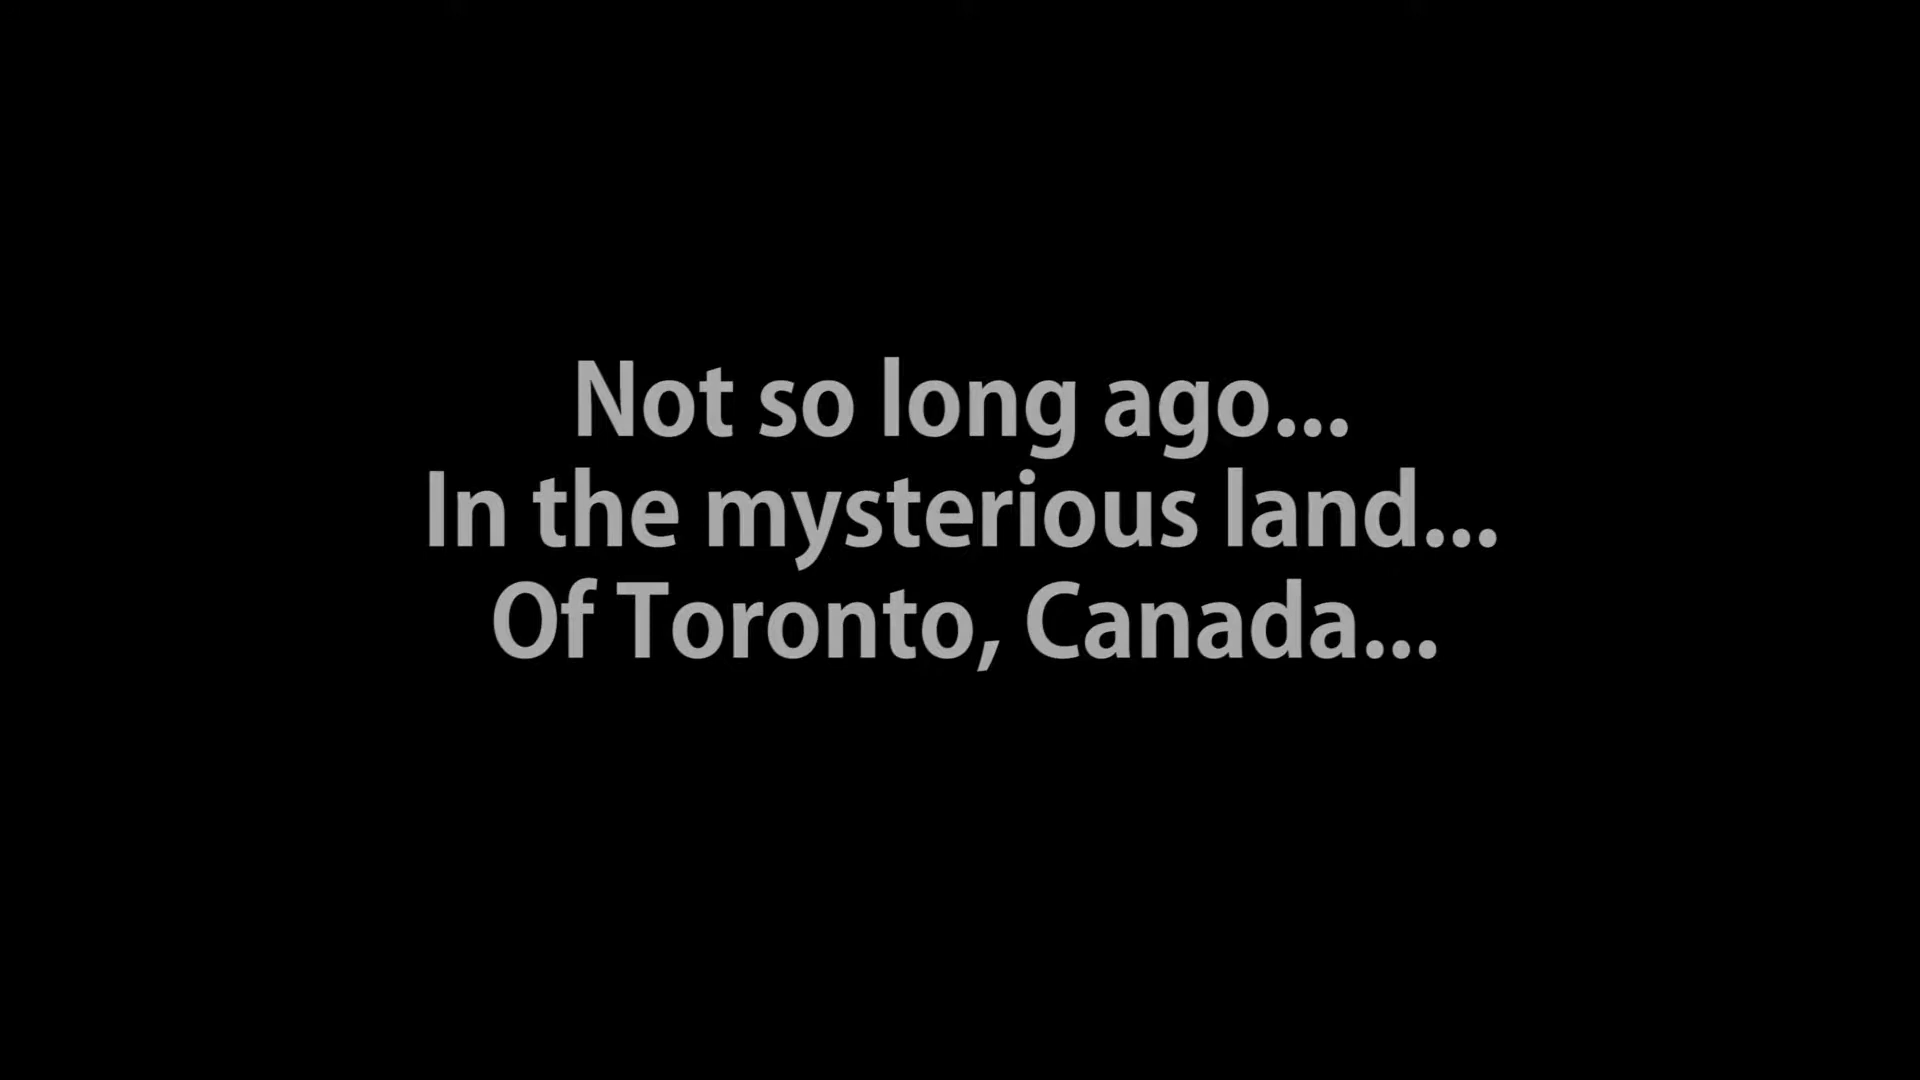 Not so long ago...
In the mysterious land...
Of Toronto, Canada...